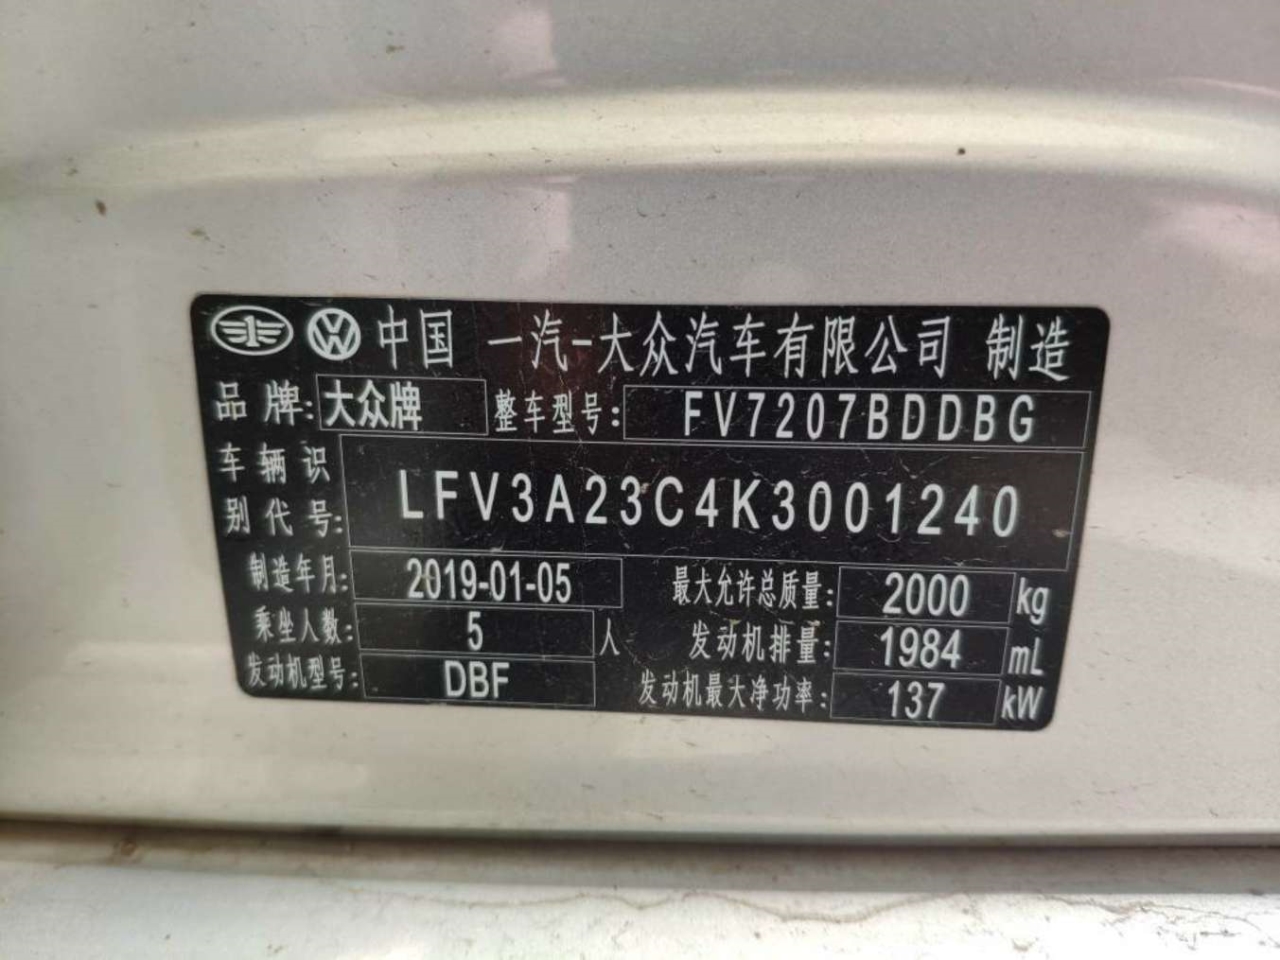 中国 一汽-大众汽车有限公司 制造
品牌: 大众牌 整车型号: FV7207BDDBG
车辆识别代号: LFV3A23C4K3001240
制造年月: 2019-01-05 最大允许总质量: 2000 kg
乘坐人数: 5 人 发动机排量: 1984 mL
发动机型号: DBF 发动机最大净功率: 137 kW